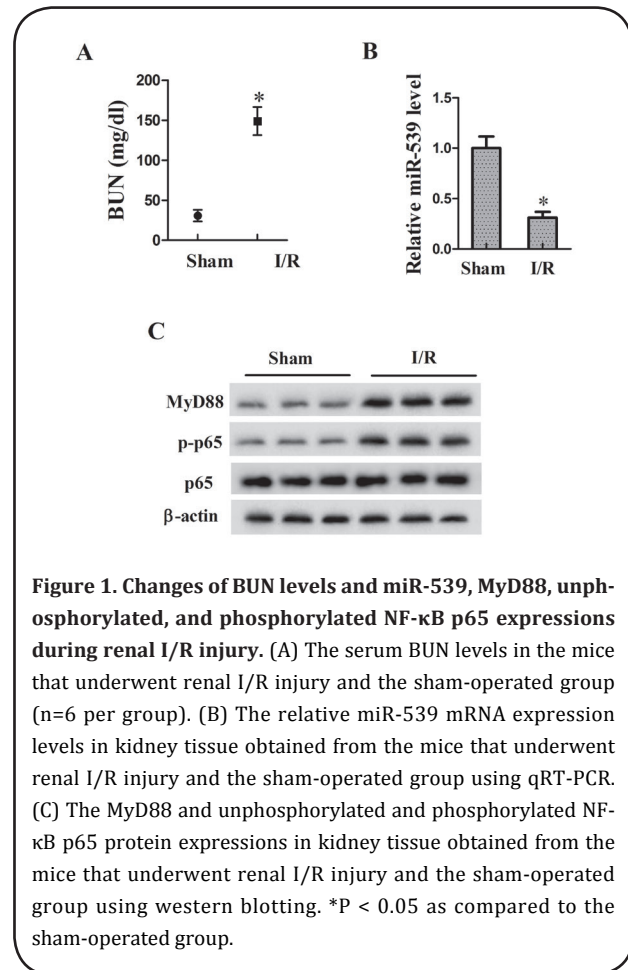 A
BUN (mg/dl)
200
150
100
50
0
*
Sham I/R
B
Relative miR-539 level
1.5
1.0
0.5
0.0
*
Sham I/R
C
Sham I/R
MyD88
p-p65
p65
β-actin
Figure 1. Changes of BUN levels and miR-539, MyD88, unph-
osphorylated, and phosphorylated NF-κB p65 expressions
during renal I/R injury. (A) The serum BUN levels in the mice
that underwent renal I/R injury and the sham-operated group
(n=6 per group). (B) The relative miR-539 mRNA expression
levels in kidney tissue obtained from the mice that underwent
renal I/R injury and the sham-operated group using qRT-PCR.
(C) The MyD88 and unphosphorylated and phosphorylated NF-
κB p65 protein expressions in kidney tissue obtained from the
mice that underwent renal I/R injury and the sham-operated
group using western blotting. *P < 0.05 as compared to the
sham-operated group.